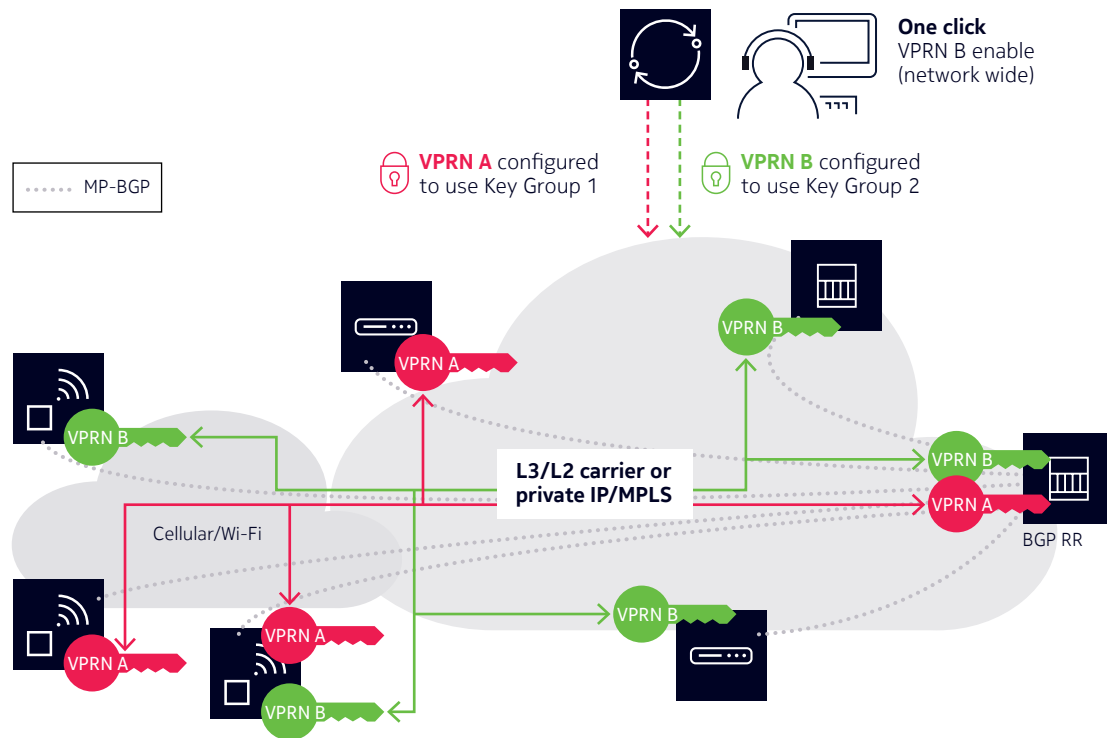 One click
VPRN B enable
(network wide)
VPRN A configured
to use Key Group 1
VPRN B configured
to use Key Group 2
MP-BGP
VPRN B
VPRN A
VPRN B
VPRN B
L3/L2 carrier or
private IP/MPLS
VPRN A
Cellular/Wi-Fi
BGP RR
VPRN B
VPRN A
VPRN A
VPRN B